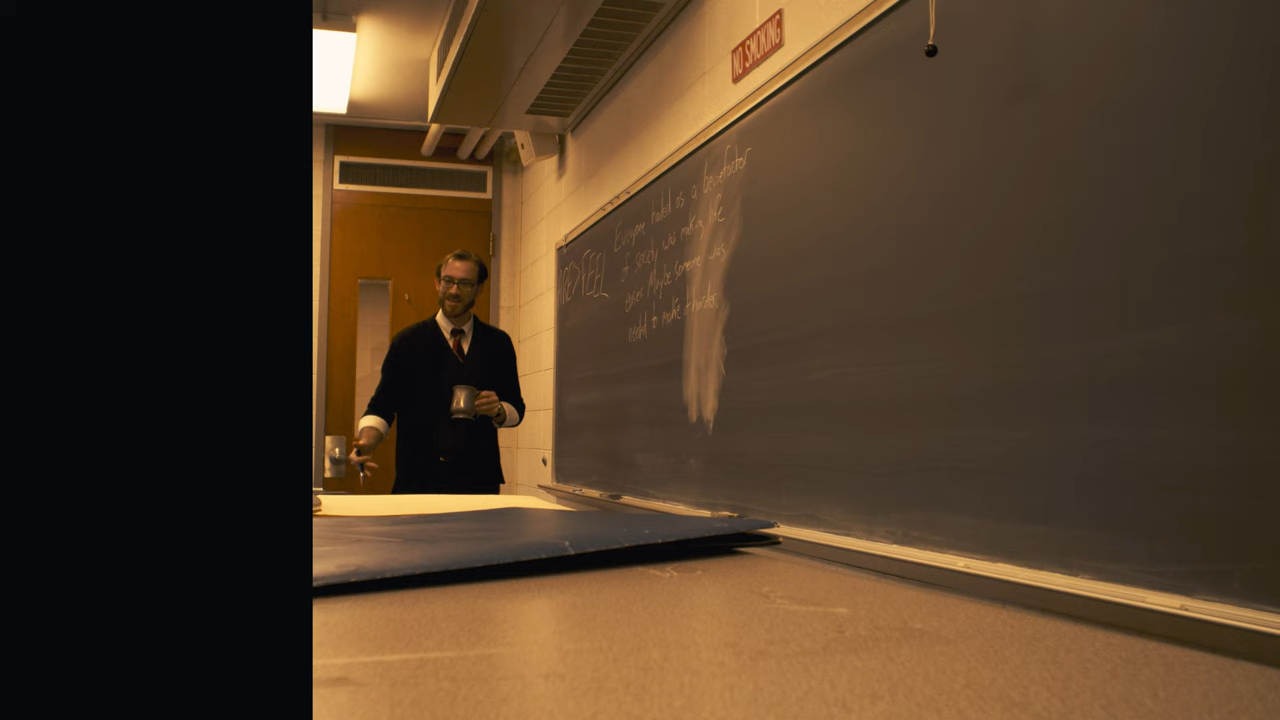 NO SMOKING
ARE>FEEL
Everyone hailed as a benefactor
of society was making life
easier. Maybe someone was
needed to make it harder.